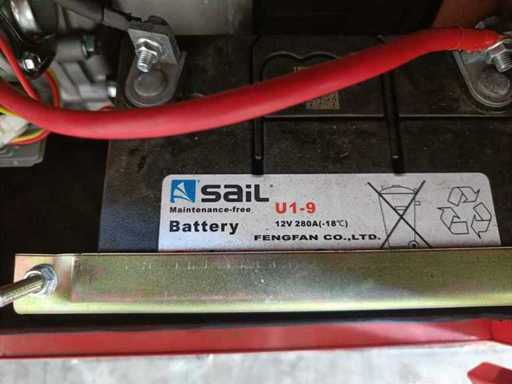 SaiL
Maintenance-free
U1-9
Battery
12V 280A(-18℃)
FENGFAN CO.,LTD.